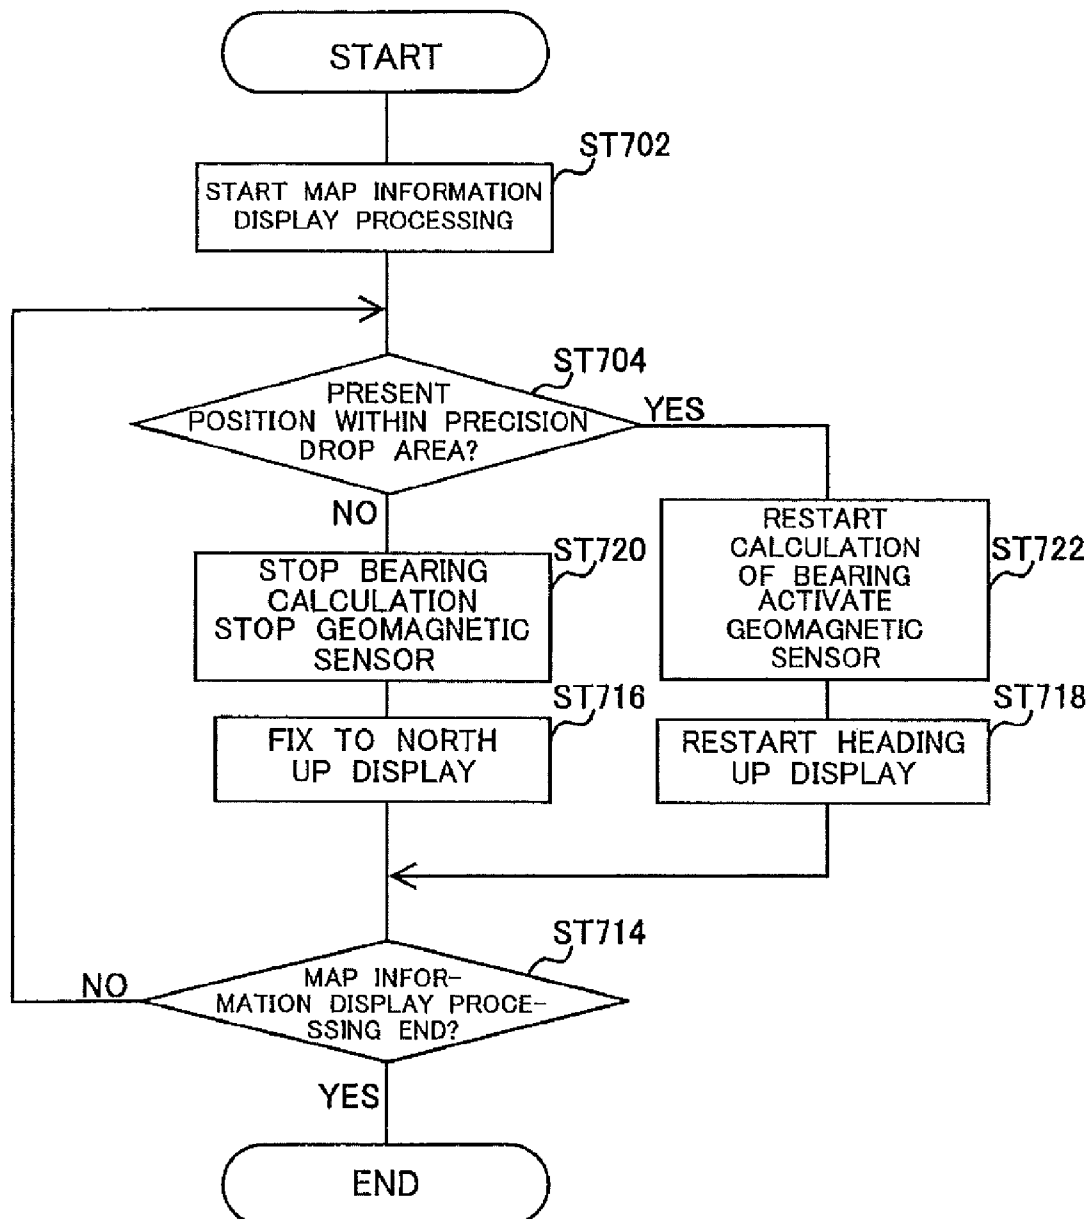 START
ST702
START MAP INFORMATION
DISPLAY PROCESSING
ST704
PRESENT
POSITION WITHIN PRECISION
DROP AREA?
YES
NO
ST720
STOP BEARING
CALCULATION
STOP GEOMAGNETIC
SENSOR
ST722
RESTART
CALCULATION
OF BEARING
ACTIVATE
GEOMAGNETIC
SENSOR
ST716
FIX TO NORTH
UP DISPLAY
ST718
RESTART HEADING
UP DISPLAY
ST714
MAP INFOR-
MATION DISPLAY PROCE-
SSING END?
NO
YES
END